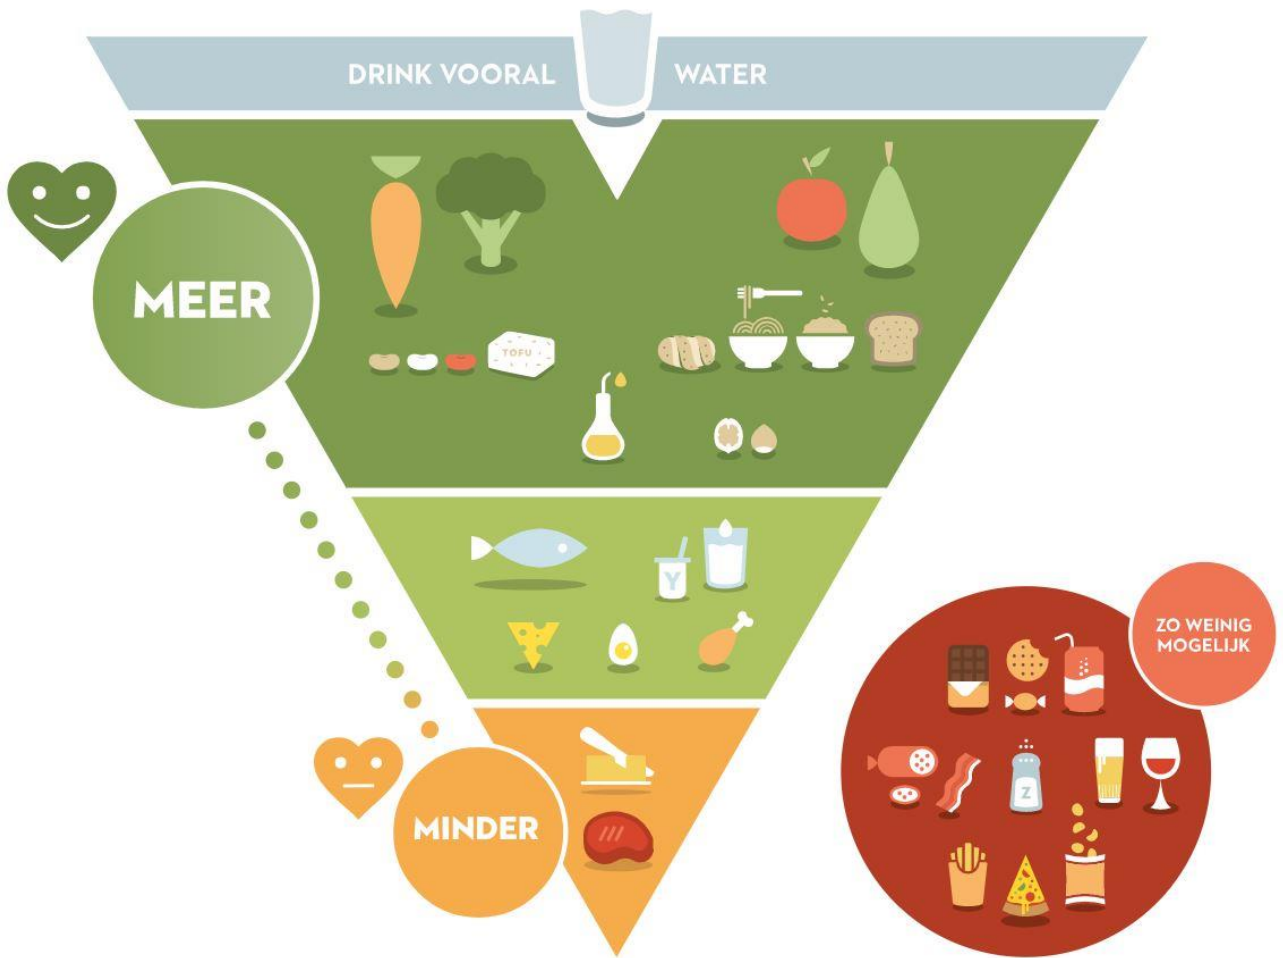 DRINK VOORAL WATER
MEER
TOFU
Y
ZO WEINIG
MOGELIJK
Z
MINDER